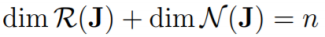 dim ℛ(𝐉) + dim 𝒩(𝐉) = n